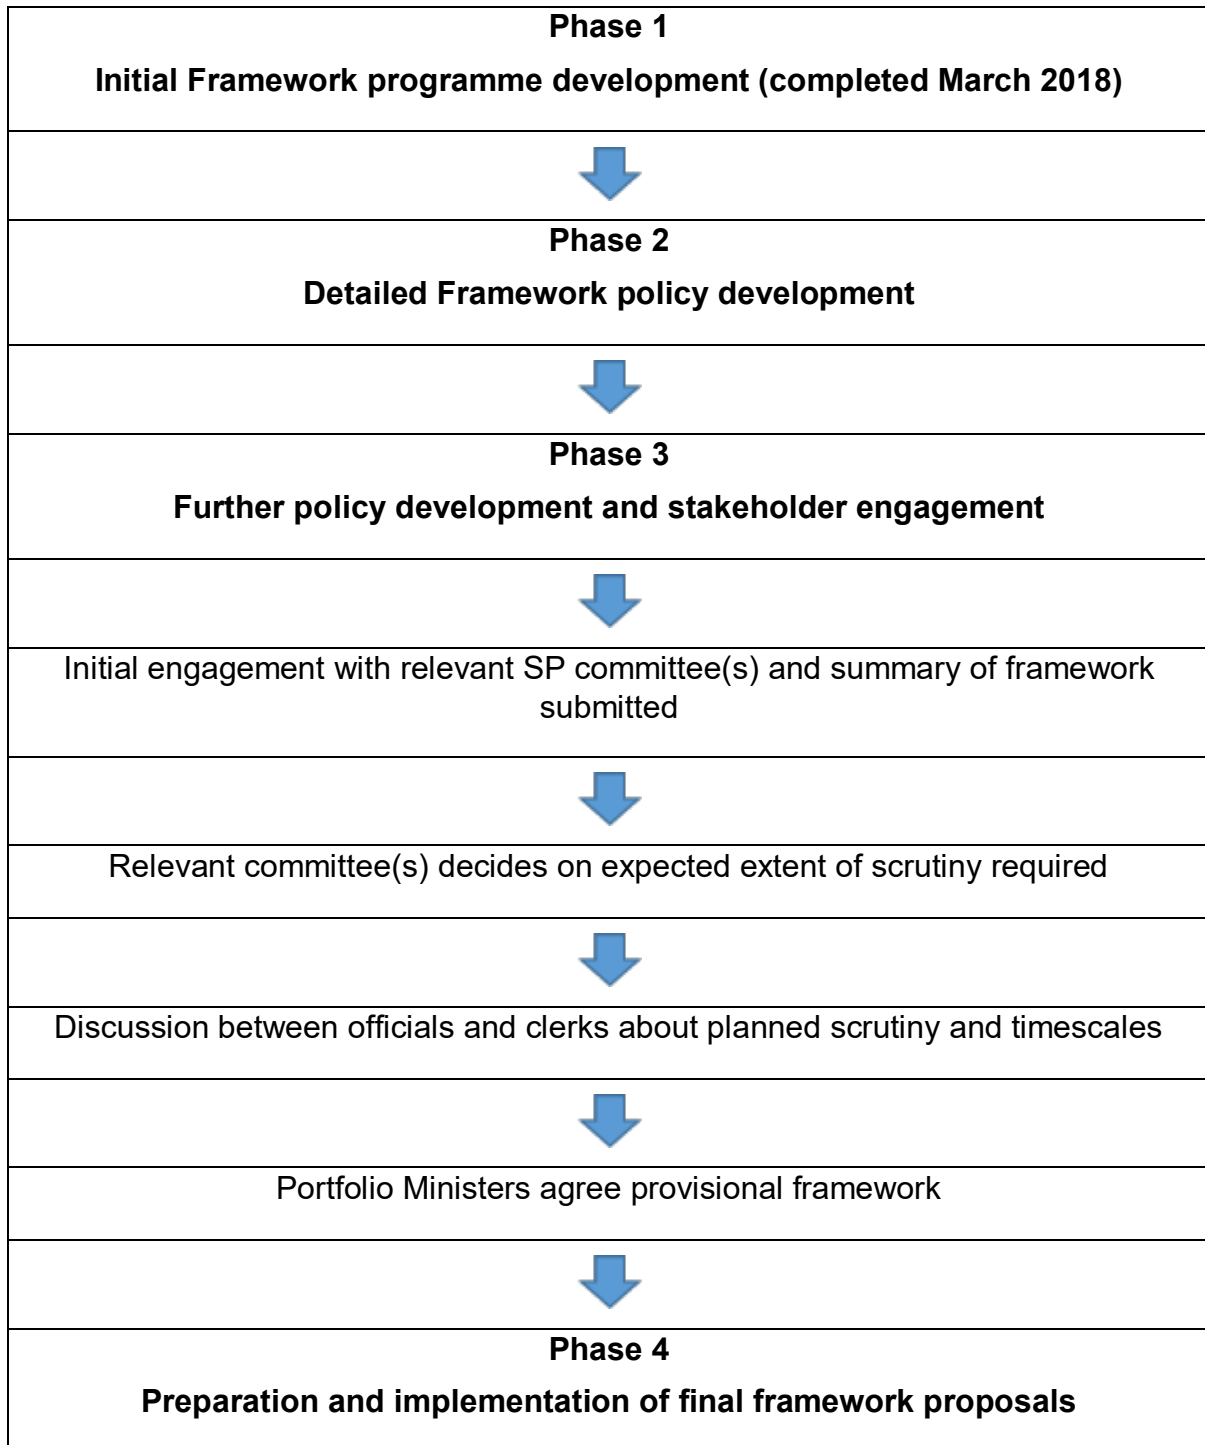 Phase 1
Initial Framework programme development (completed March 2018)
Phase 2
Detailed Framework policy development
Phase 3
Further policy development and stakeholder engagement
Initial engagement with relevant SP committee(s) and summary of framework
submitted
Relevant committee(s) decides on expected extent of scrutiny required
Discussion between officials and clerks about planned scrutiny and timescales
Portfolio Ministers agree provisional framework
Phase 4
Preparation and implementation of final framework proposals